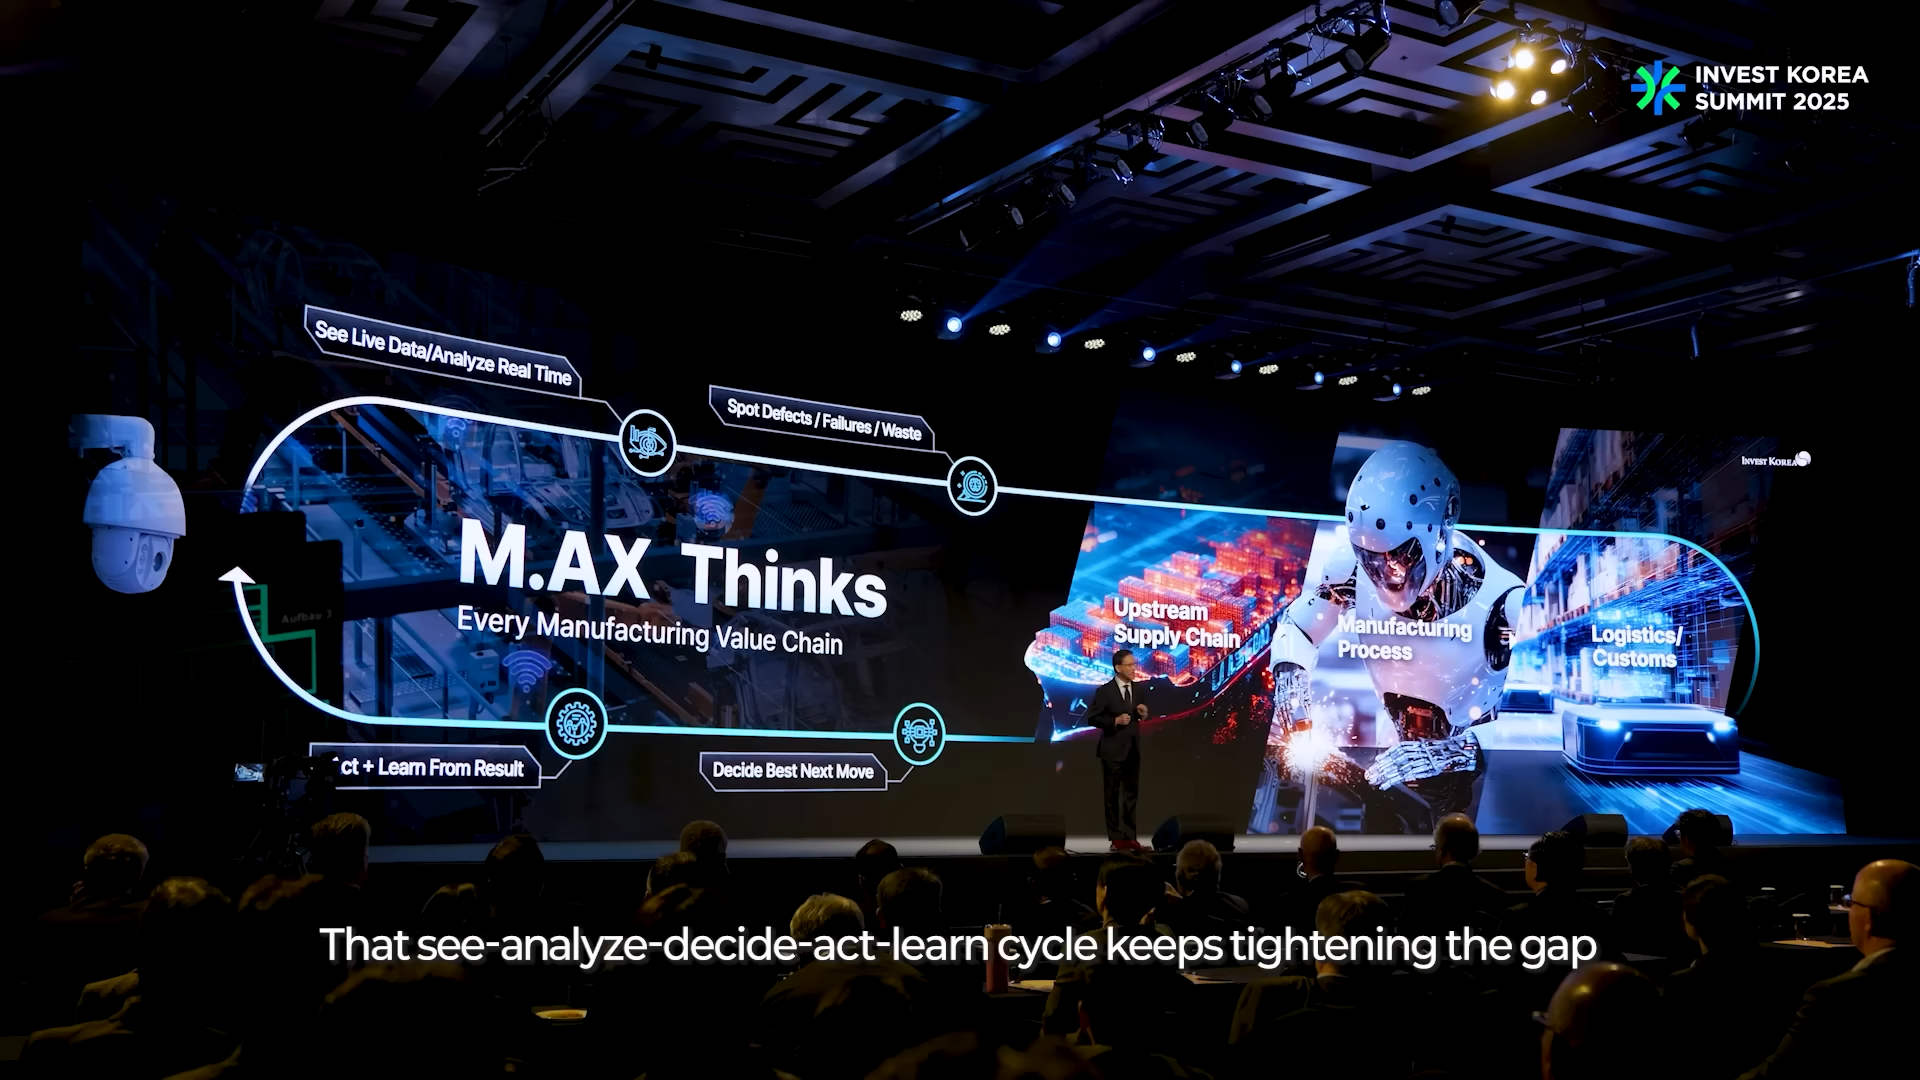 INVEST KOREA
SUMMIT 2025
See Live Data/Analyze Real Time
Spot Defects / Failures / Waste
INVEST KOREA
M.AX Thinks
Every Manufacturing Value Chain
Aufbau 3
Upstream
Supply Chain
Manufacturing
Process
Logistics/
Customs
ct + Learn From Result
Decide Best Next Move
That see-analyze-decide-act-learn cycle keeps tightening the gap